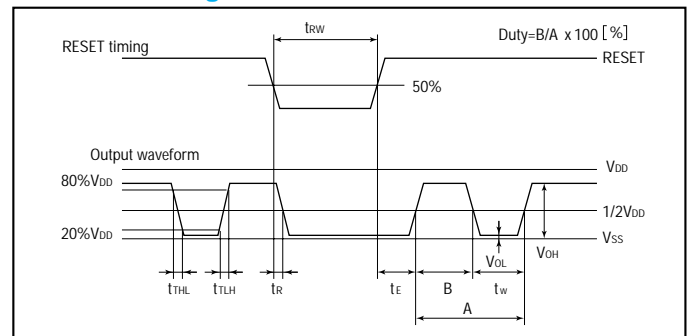 tRW
Duty=B/A x 100 [%]
RESET timing
RESET
50%
Output waveform
VDD
80%VDD
1/2VDD
20%VDD
VSS
VOL
VOH
tTHL
tTLH
tR
tE
B
tw
A